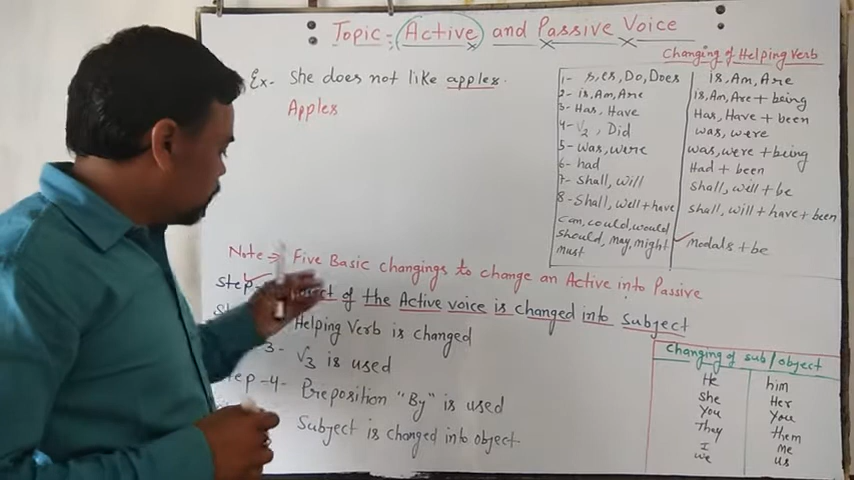 Topic:- Active and Passive Voice
Changing of Helping Verb
Ex- She does not like apples.
Apples
1- s, es, Do, Does is, Am, Are
2- is, Am, Are is, Am, Are + being
3- Has, Have Has, Have + been
4- V2, Did was, were
5- was, were was, were + being
6- had Had + been
7- Shall, will Shall, will + be
8- Shall, will + have Shall, will + have + been
can, could, would
should, may, might Modals + be
must
Note → Five Basic changings to change an Active into Passive
Step of the Active voice is changed into Subject
Helping Verb is changed
3- V3 is used
Step-4- Preposition "By" is used
Subject is changed into object
Changing of sub/object
He him
She Her
You You
They them
I me
we us